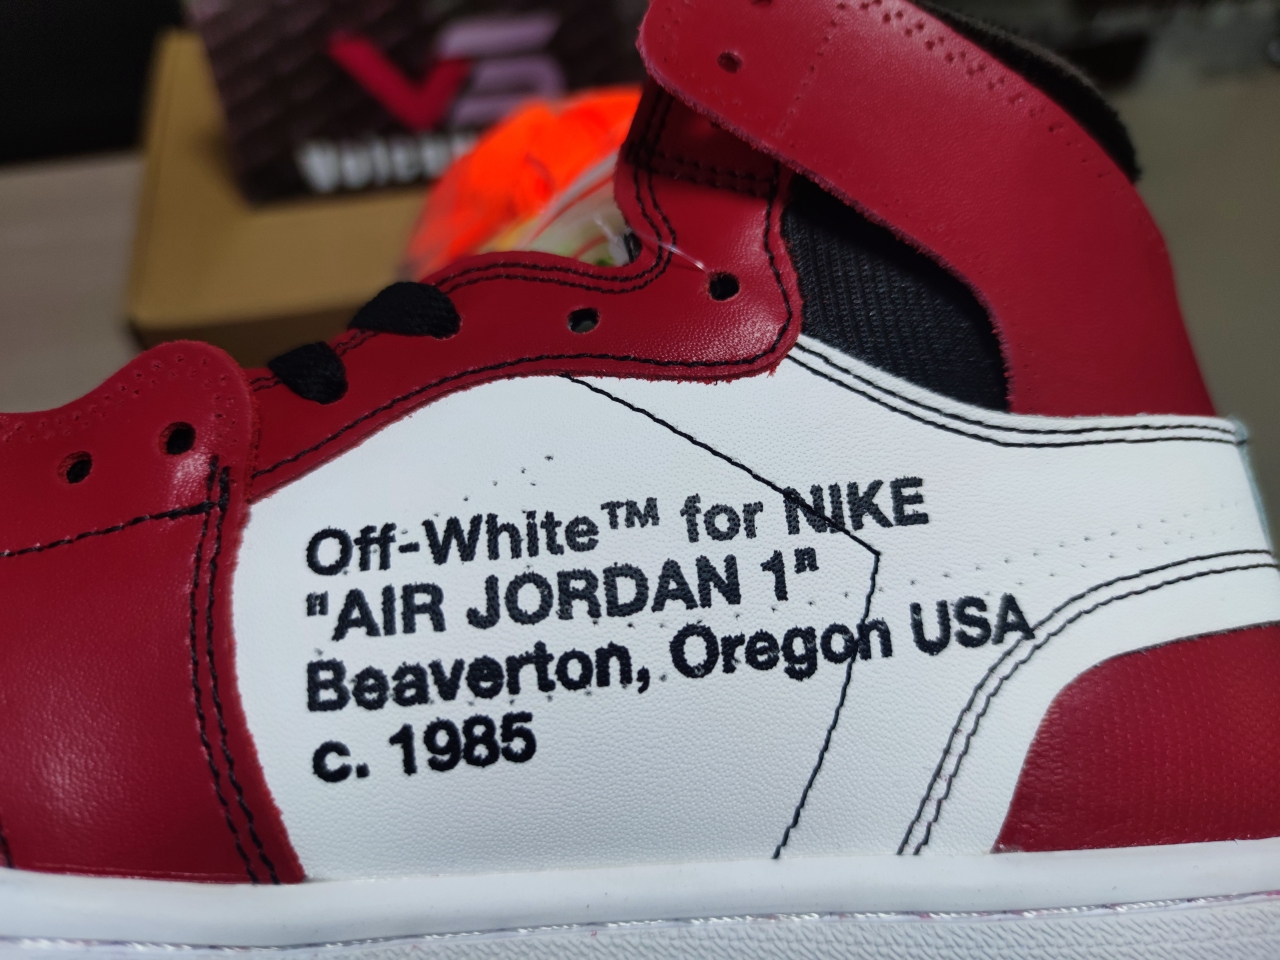 Off-White™ for NIKE
"AIR JORDAN 1"
Beaverton, Oregon USA
c. 1985